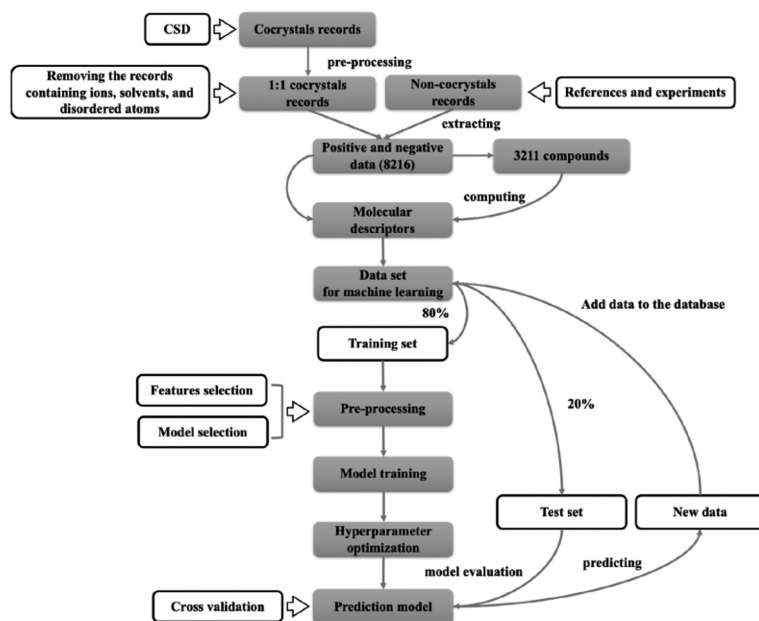 CSD
Cocrystals records
pre-processing
Removing the records
containing ions, solvents, and
disordered atoms
1:1 cocrystals
records
Non-cocrystals
records
References and experiments
extracting
Positive and negative
data (8216)
3211 compounds
computing
Molecular
descriptors
Data set
for machine learning
Add data to the database
80%
Training set
Features selection
Pre-processing
20%
Model selection
Model training
Test set
New data
Hyperparameter
optimization
model evaluation
predicting
Cross validation
Prediction model